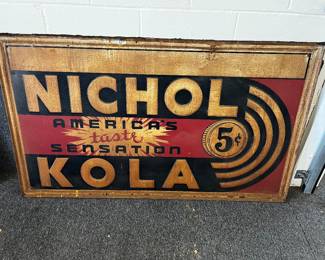 NICHOL
AMERICA'S
taste
SENSATION
5¢
KOLA